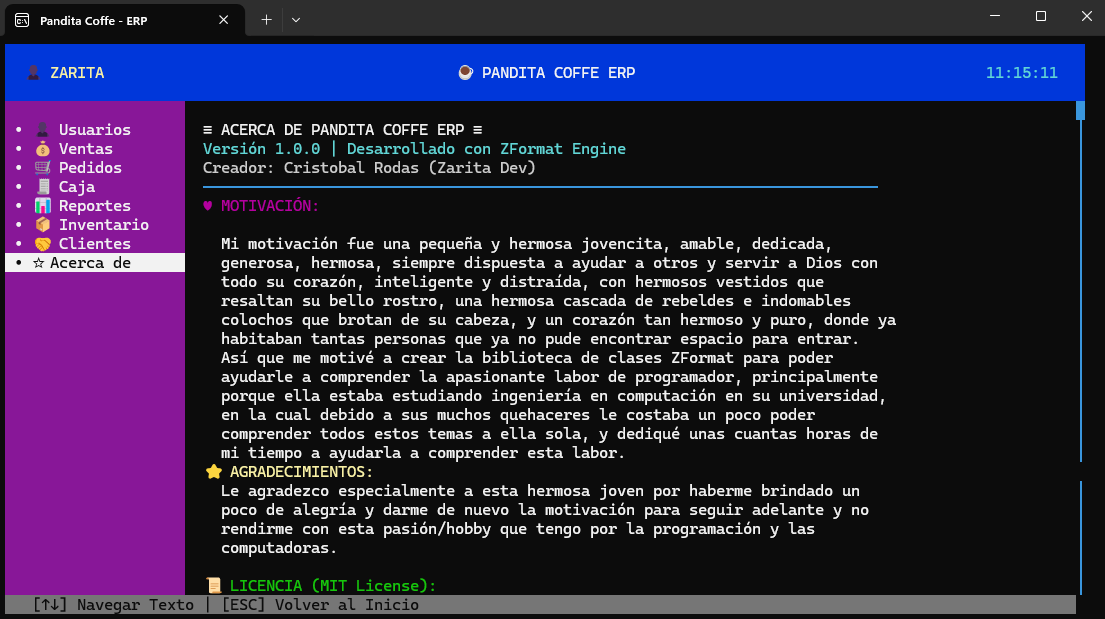 Pandita Coffe - ERP
ZARITA
PANDITA COFFE ERP
11:15:11
• Usuarios
• Ventas
• Pedidos
• Caja
• Reportes
• Inventario
• Clientes
• ☆ Acerca de
≡ ACERCA DE PANDITA COFFE ERP ≡
Versión 1.0.0 | Desarrollado con ZFormat Engine
Creador: Cristobal Rodas (Zarita Dev)
♥ MOTIVACIÓN:
Mi motivación fue una pequeña y hermosa jovencita, amable, dedicada,
generosa, hermosa, siempre dispuesta a ayudar a otros y servir a Dios con
todo su corazón, inteligente y distraída, con hermosos vestidos que
resaltan su bello rostro, una hermosa cascada de rebeldes e indomables
colochos que brotan de su cabeza, y un corazón tan hermoso y puro, donde ya
habitaban tantas personas que ya no pude encontrar espacio para entrar.
Así que me motivé a crear la biblioteca de clases ZFormat para poder
ayudarle a comprender la apasionante labor de programador, principalmente
porque ella estaba estudiando ingeniería en computación en su universidad,
en la cual debido a sus muchos quehaceres le costaba un poco poder
comprender todos estos temas a ella sola, y dediqué unas cuantas horas de
mi tiempo a ayudarla a comprender esta labor.
⭐ AGRADECIMIENTOS:
Le agradezco especialmente a esta hermosa joven por haberme brindado un
poco de alegría y darme de nuevo la motivación para seguir adelante y no
rendirme con esta pasión/hobby que tengo por la programación y las
computadoras.
📜 LICENCIA (MIT License):
[↑↓] Navegar Texto | [ESC] Volver al Inicio